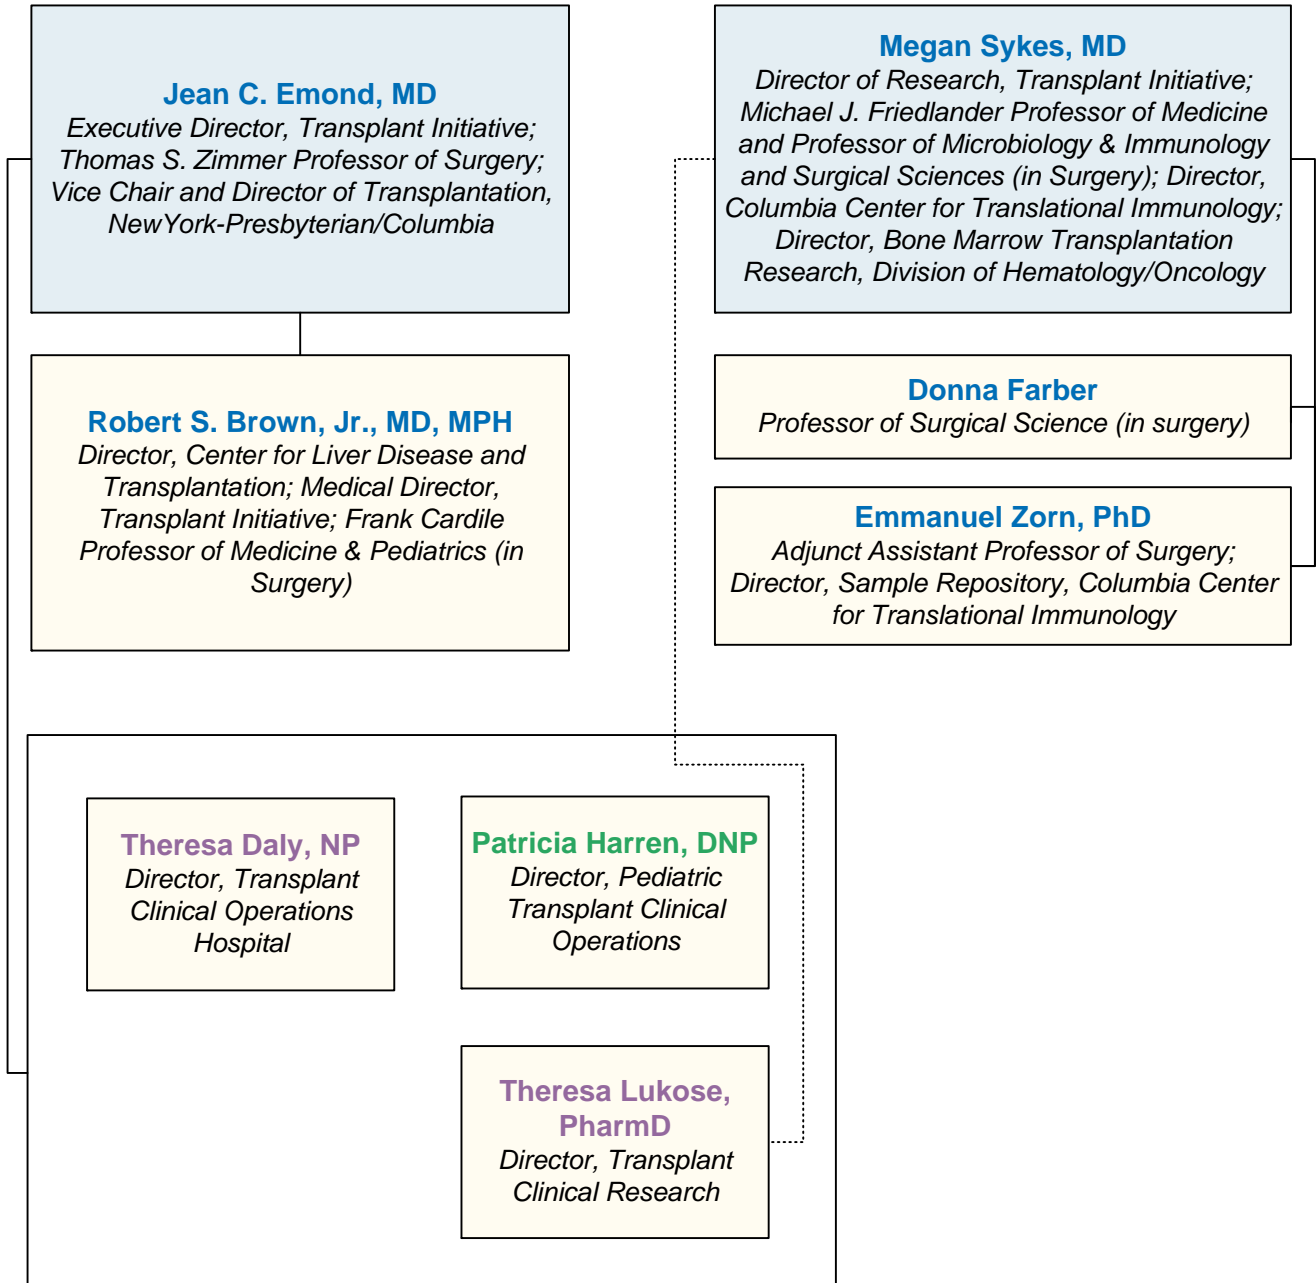 Jean C. Emond, MD
Executive Director, Transplant Initiative;
Thomas S. Zimmer Professor of Surgery;
Vice Chair and Director of Transplantation,
NewYork-Presbyterian/Columbia
Megan Sykes, MD
Director of Research, Transplant Initiative;
Michael J. Friedlander Professor of Medicine
and Professor of Microbiology & Immunology
and Surgical Sciences (in Surgery); Director,
Columbia Center for Translational Immunology;
Director, Bone Marrow Transplantation
Research, Division of Hematology/Oncology
Robert S. Brown, Jr., MD, MPH
Director, Center for Liver Disease and
Transplantation; Medical Director,
Transplant Initiative; Frank Cardile
Professor of Medicine & Pediatrics (in
Surgery)
Donna Farber
Professor of Surgical Science (in surgery)
Emmanuel Zorn, PhD
Adjunct Assistant Professor of Surgery;
Director, Sample Repository, Columbia Center
for Translational Immunology
Theresa Daly, NP
Director, Transplant
Clinical Operations
Hospital
Patricia Harren, DNP
Director, Pediatric
Transplant Clinical
Operations
Theresa Lukose,
PharmD
Director, Transplant
Clinical Research